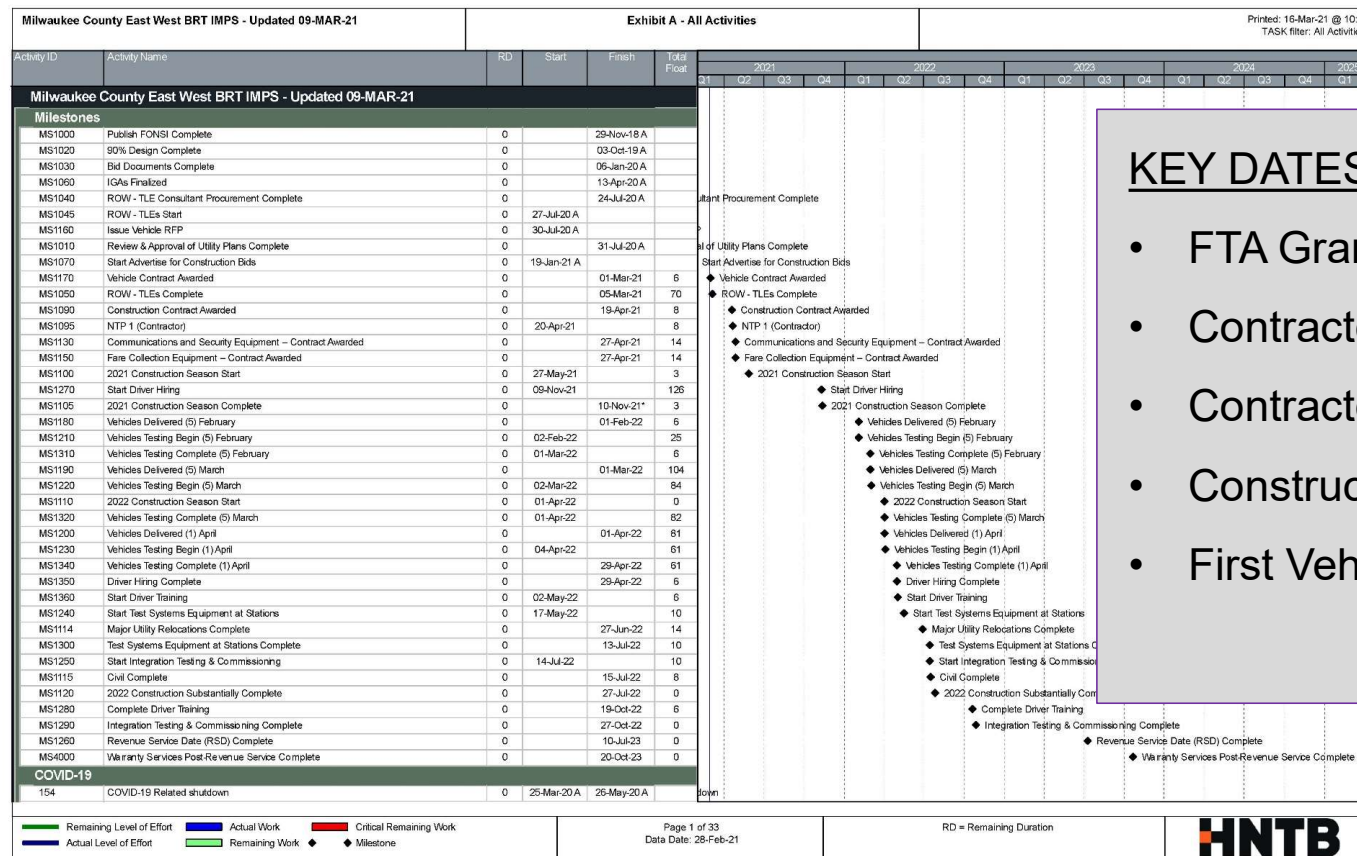 Milwaukee County East West BRT IMPS - Updated 09-MAR-21
Exhibit A - All Activities
Printed: 16-Mar-21 @ 10:
TASK filter: All Activiti
Activity ID Activity Name RD Start Finish Total Float 2021 2022 2023 2024 2025
Q1 Q2 Q3 Q4 Q1 Q2 Q3 Q4 Q1 Q2 Q3 Q4 Q1 Q2 Q3 Q4 Q1
Milwaukee County East West BRT IMPS - Updated 09-MAR-21
Milestones
MS1000 Publish FONSI Complete 0 29-Nov-18 A
MS1020 90% Design Complete 0 03-Oct-19 A
MS1030 Bid Documents Complete 0 06-Jan-20 A
MS1060 IGAs Finalized 0 13-Apr-20 A
MS1040 ROW - TLE Consultant Procurement Complete 0 24-Jul-20 A ultant Procurement Complete
MS1045 ROW - TLEs Start 0 27-Jul-20 A
MS1160 Issue Vehicle RFP 0 30-Jul-20 A
MS1010 Review & Approval of Utility Plans Complete 0 31-Jul-20 A al of Utility Plans Complete
MS1070 Start Advertise for Construction Bids 0 19-Jan-21 A Start Advertise for Construction Bids
MS1170 Vehicle Contract Awarded 0 01-Mar-21 6 Vehicle Contract Awarded
MS1050 ROW - TLEs Complete 0 05-Mar-21 70 ROW - TLEs Complete
MS1090 Construction Contract Awarded 0 19-Apr-21 8 Construction Contract Awarded
MS1095 NTP 1 (Contractor) 0 20-Apr-21 8 NTP 1 (Contractor)
MS1130 Communications and Security Equipment – Contract Awarded 0 27-Apr-21 14 Communications and Security Equipment – Contract Awarded
MS1150 Fare Collection Equipment – Contract Awarded 0 27-Apr-21 14 Fare Collection Equipment – Contract Awarded
MS1100 2021 Construction Season Start 0 27-May-21 3 2021 Construction Season Start
MS1270 Start Driver Hiring 0 09-Nov-21 126 Start Driver Hiring
MS1105 2021 Construction Season Complete 0 10-Nov-21* 3 2021 Construction Season Complete
MS1180 Vehicles Delivered (5) February 0 01-Feb-22 6 Vehicles Delivered (5) February
MS1210 Vehicles Testing Begin (5) February 0 02-Feb-22 25 Vehicles Testing Begin (5) February
MS1310 Vehicles Testing Complete (5) February 0 01-Mar-22 6 Vehicles Testing Complete (5) February
MS1190 Vehicles Delivered (5) March 0 01-Mar-22 104 Vehicles Delivered (5) March
MS1220 Vehicles Testing Begin (5) March 0 02-Mar-22 84 Vehicles Testing Begin (5) March
MS1110 2022 Construction Season Start 0 01-Apr-22 0 2022 Construction Season Start
MS1320 Vehicles Testing Complete (5) March 0 01-Apr-22 82 Vehicles Testing Complete (5) March
MS1200 Vehicles Delivered (1) April 0 01-Apr-22 81 Vehicles Delivered (1) April
MS1230 Vehicles Testing Begin (1) April 0 04-Apr-22 61 Vehicles Testing Begin (1) April
MS1340 Vehicles Testing Complete (1) April 0 29-Apr-22 61 Vehicles Testing Complete (1) April
MS1350 Driver Hiring Complete 0 29-Apr-22 6 Driver Hiring Complete
MS1360 Start Driver Training 0 02-May-22 6 Start Driver Training
MS1240 Start Test Systems Equipment at Stations 0 17-May-22 10 Start Test Systems Equipment at Stations
MS1114 Major Utility Relocations Complete 0 27-Jun-22 14 Major Utility Relocations Complete
MS1300 Test Systems Equipment at Stations Complete 0 13-Jul-22 10 Test Systems Equipment at Stations C
MS1250 Start Integration Testing & Commissioning 0 14-Jul-22 10 Start Integration Testing & Commissio
MS1115 Civil Complete 0 15-Jul-22 8 Civil Complete
MS1120 2022 Construction Substantially Complete 0 27-Jul-22 0 2022 Construction Substantially Com
MS1280 Complete Driver Training 0 19-Oct-22 6 Complete Driver Training
MS1290 Integration Testing & Commissioning Complete 0 27-Oct-22 0 Integration Testing & Commissioning Complete
MS1260 Revenue Service Date (RSD) Complete 0 10-Jul-23 0 Revenue Service Date (RSD) Complete
MS4000 Warranty Services Post-Revenue Service Complete 0 20-Oct-23 0 Warranty Services Post-Revenue Service Complete
COVID-19
154 COVID-19 Related shutdown 0 25-Mar-20 A 26-May-20 A down
KEY DATES
• FTA Gran
• Contract
• Contract
• Construc
• First Veh
Remaining Level of Effort Actual Work Critical Remaining Work
Actual Level of Effort Remaining Work Milestone
Page 1 of 33
Data Date: 28-Feb-21
RD = Remaining Duration
HNTB